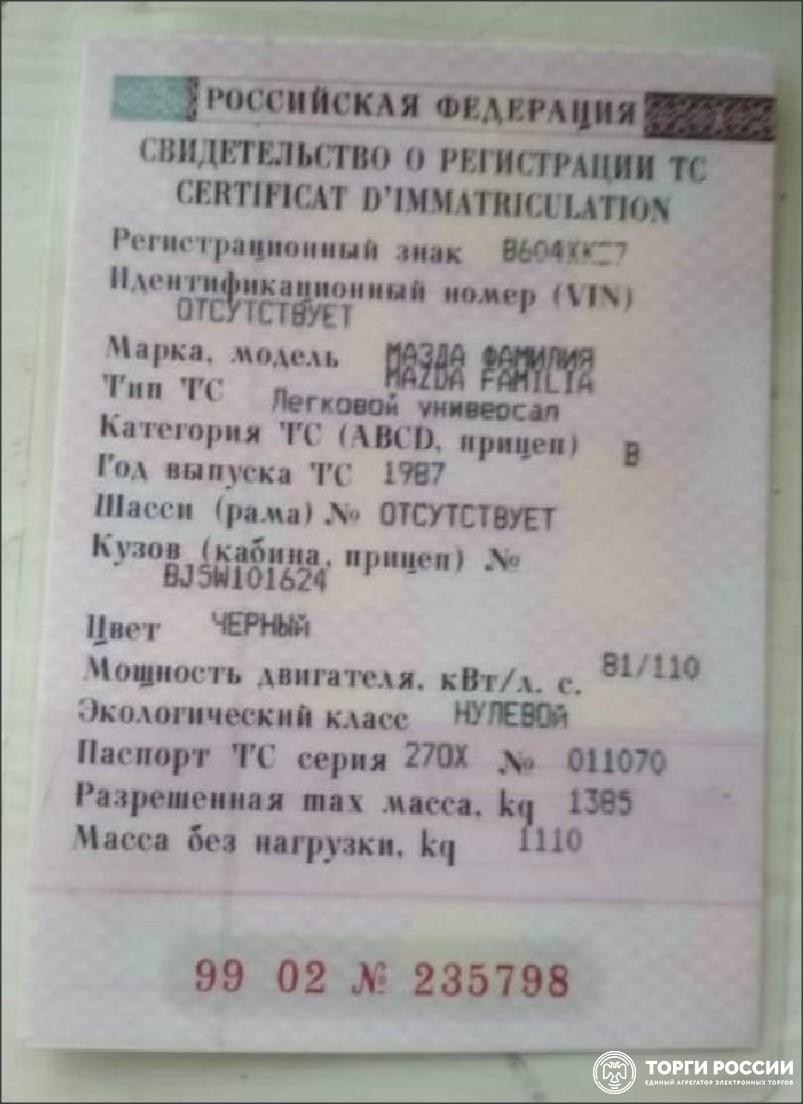 РОССИЙСКАЯ ФЕДЕРАЦИЯ
СВИДЕТЕЛЬСТВО О РЕГИСТРАЦИИ ТС
CERTIFICAT D'IMMATRICULATION
Регистрационный знак
Идентификационный номер (VIN)
ОТСУТСТВУЕТ
Марка, модель МАЗДА ФАМИЛИЯ
MAZDA FAMILIA
Тип ТС Легковой универсал
Категория ТС (ABCD, прицеп) B
Год выпуска ТС 1987
Шасси (рама) № ОТСУТСТВУЕТ
Кузов (кабина, прицеп) №
BJ5W101624
Цвет ЧЕРНЫЙ
Мощность двигателя, кВт/л. с. 81/110
Экологический класс НУЛЕВОЙ
Паспорт ТС серия 27ОХ № 011070
Разрешенная max масса, kq 1385
Масса без нагрузки, kq 1110
99 02 № 235798
ТОРГИ РОССИИ
ЕДИНЫЙ АГРЕГАТОР ЭЛЕКТРОННЫХ ТОРГОВ